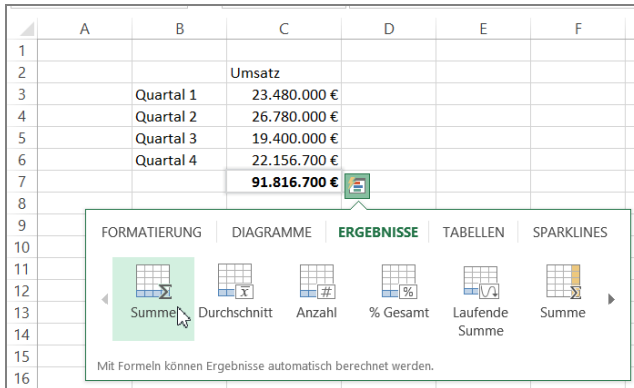 A B C D E F
1
2 Umsatz
3 Quartal 1 23.480.000 €
4 Quartal 2 26.780.000 €
5 Quartal 3 19.400.000 €
6 Quartal 4 22.156.700 €
7 91.816.700 €
8
9 FORMATIERUNG DIAGRAMME ERGEBNISSE TABELLEN SPARKLINES
10
11
12
13 Summe Durchschnitt Anzahl % Gesamt Laufende Summe
14 Summe
15
Mit Formeln können Ergebnisse automatisch berechnet werden.
16